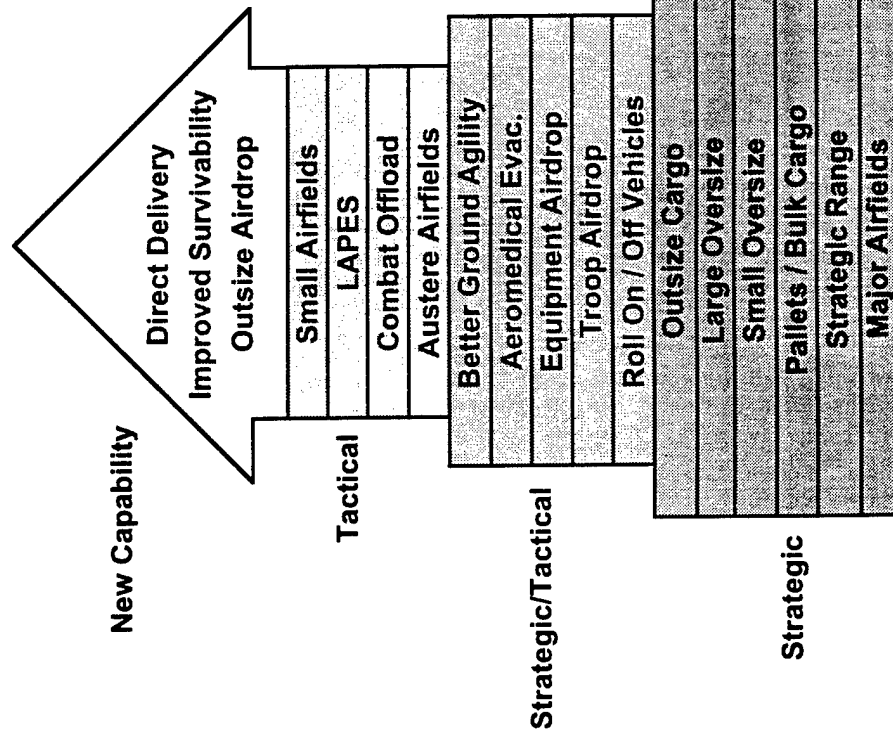 New Capability
Direct Delivery
Improved Survivability
Outsize Airdrop
Tactical
Small Airfields
LAPES
Combat Offload
Austere Airfields
Strategic/Tactical
Better Ground Agility
Aeromedical Evac.
Equipment Airdrop
Troop Airdrop
Roll On / Off Vehicles
Strategic
Outsize Cargo
Large Oversize
Small Oversize
Pallets / Bulk Cargo
Strategic Range
Major Airfields